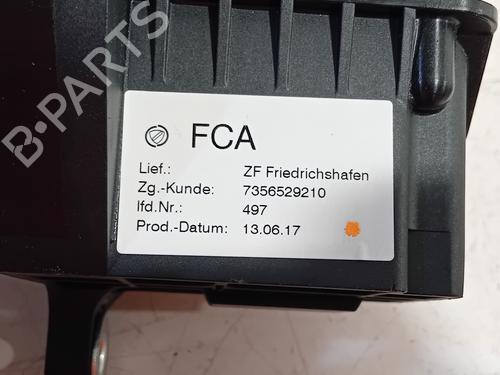 B-PARTS
FCA
Lief.: ZF Friedrichshafen
Zg.-Kunde: 7356529210
lfd.Nr.: 497
Prod.-Datum: 13.06.17